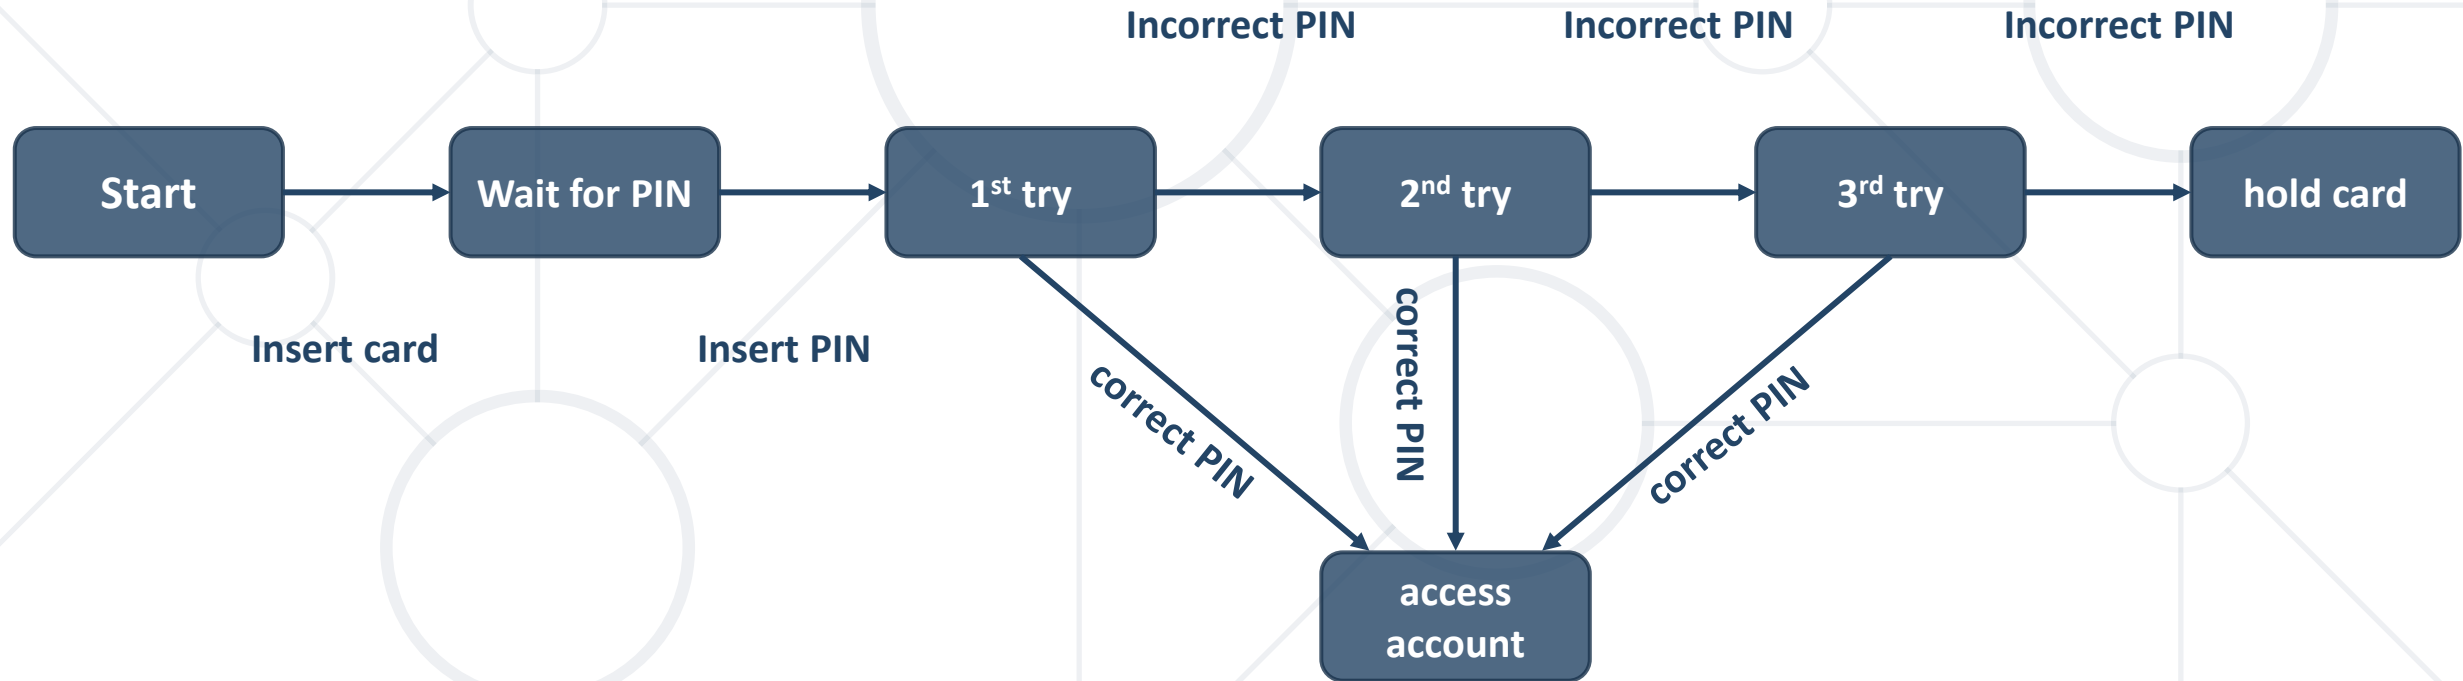 Incorrect PIN
Incorrect PIN
Incorrect PIN
Start
Wait for PIN
1st try
2nd try
3rd try
hold card
Insert card
Insert PIN
correct PIN
correct PIN
correct PIN
access
account